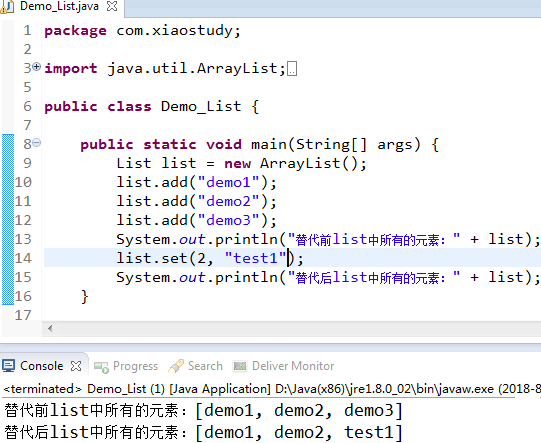 Demo_List.java
1 package com.xiaostudy;
2
3 import java.util.ArrayList;
5
6 public class Demo_List {
7
8 public static void main(String[] args) {
9 List list = new ArrayList();
10 list.add("demo1");
11 list.add("demo2");
12 list.add("demo3");
13 System.out.println("替代前list中所有的元素：" + list);
14 list.set(2, "test1");
15 System.out.println("替代后list中所有的元素：" + list);
16 }
17
Console Progress Search Deliver Monitor
<terminated> Demo_List (1) [Java Application] D:\Java(x86)\jre1.8.0_02\bin\javaw.exe (2018-8
替代前list中所有的元素：[demo1, demo2, demo3]
替代后list中所有的元素：[demo1, demo2, test1]